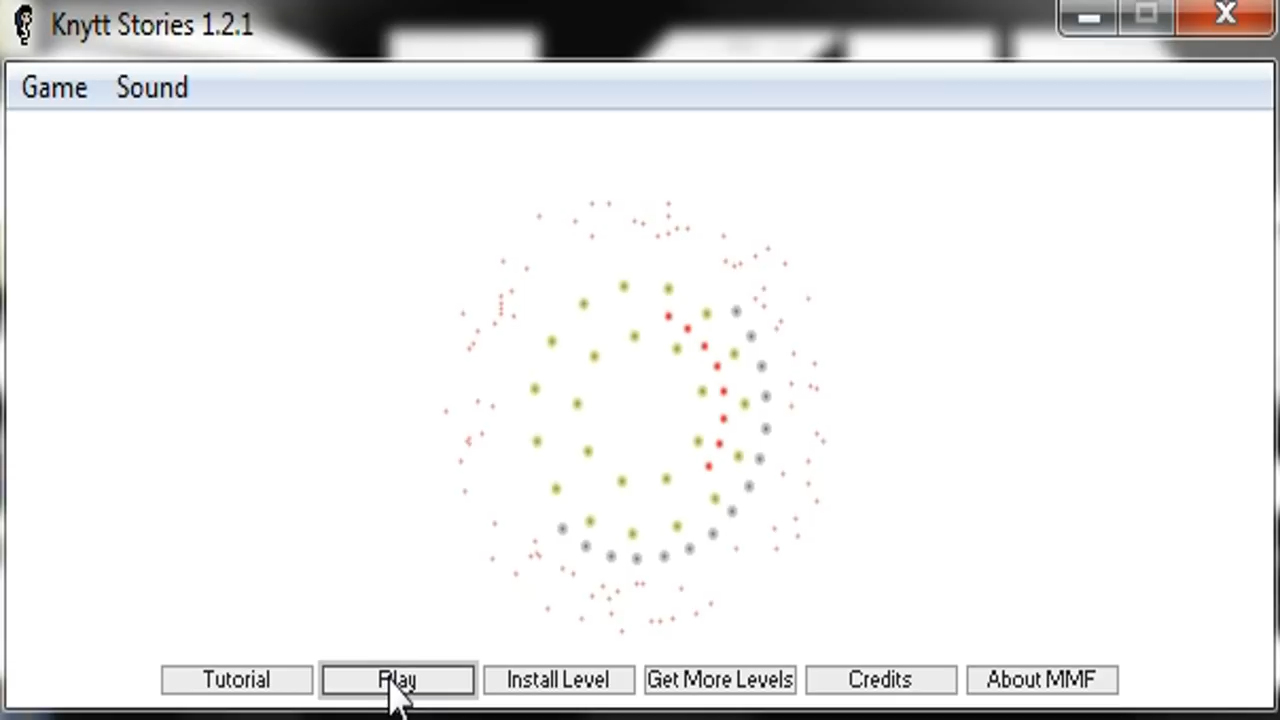 Knytt Stories 1.2.1
Game Sound
Tutorial Play Install Level Get More Levels Credits About MMF